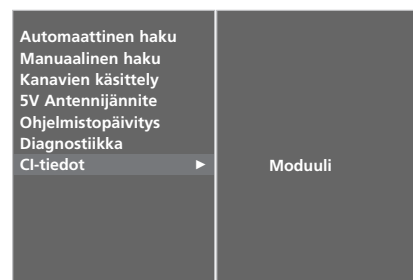 Automaattinen haku
Manuaalinen haku
Kanavien käsittely
5V Antennijännite
Ohjelmistopäivitys
Diagnostiikka
CI-tiedot ►
Moduuli